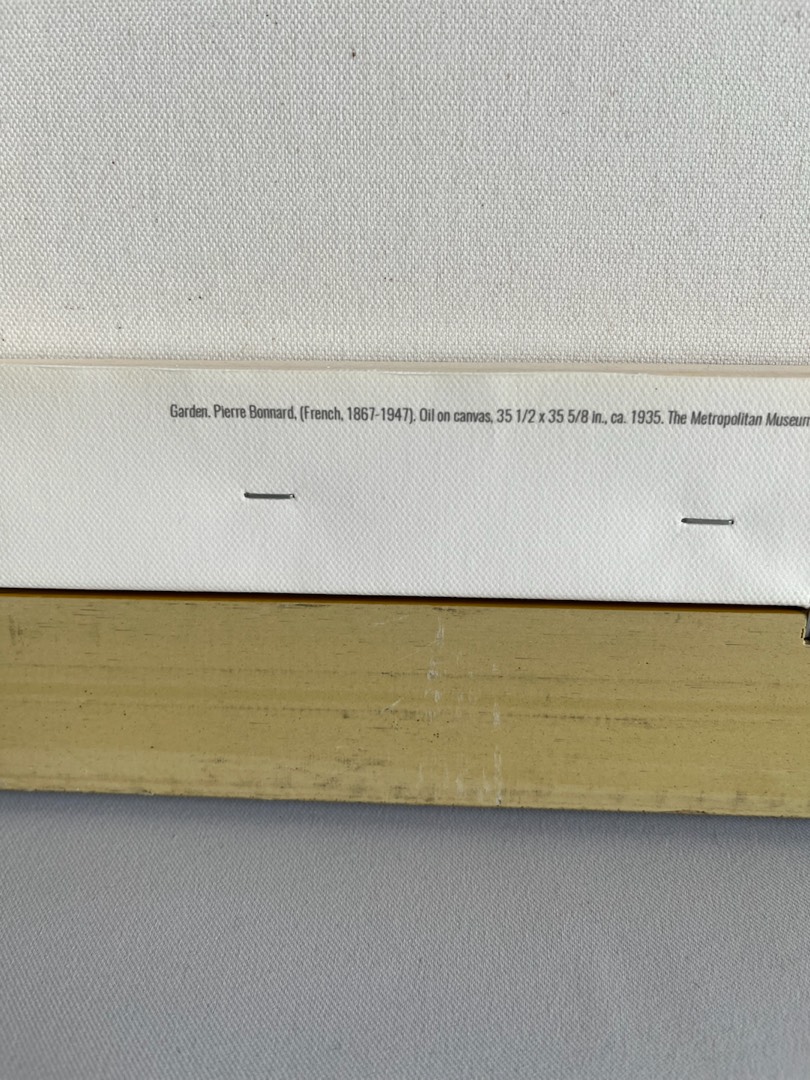 Garden. Pierre Bonnard. (French, 1867-1947). Oil on canvas, 35 1/2 x 35 5/8 in., ca. 1935. The Metropolitan Museum